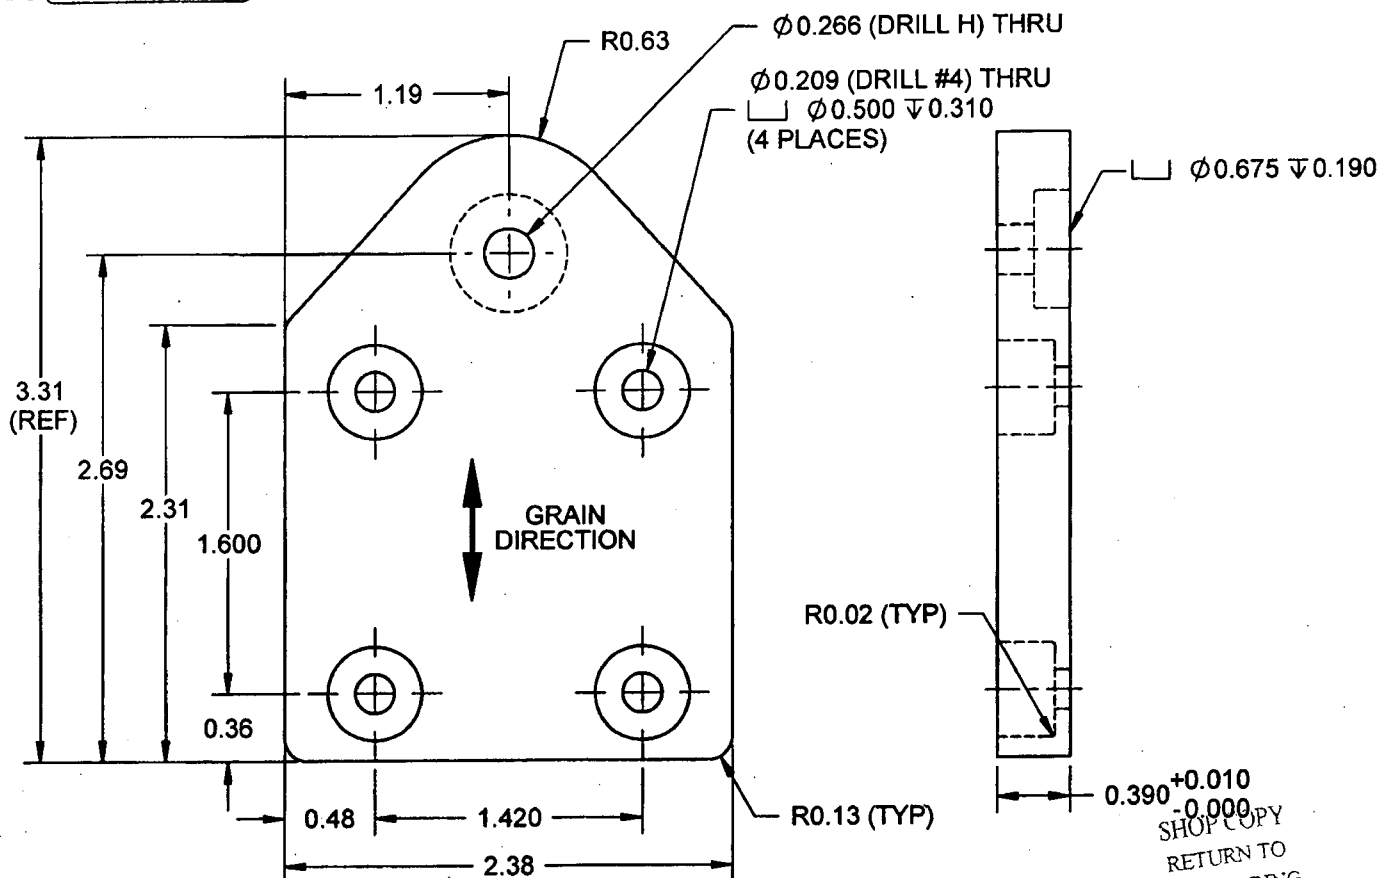 Ø0.266 (DRILL H) THRU
R0.63
Ø0.209 (DRILL #4) THRU
⌴ Ø0.500 ↧0.310
(4 PLACES)
1.19
⌴ Ø0.675 ↧0.190
3.31
(REF)
2.69
2.31
1.600
GRAIN
DIRECTION
R0.02 (TYP)
0.36
0.48
1.420
R0.13 (TYP)
2.38
0.390 +0.010
-0.000
SHOP COPY
RETURN TO